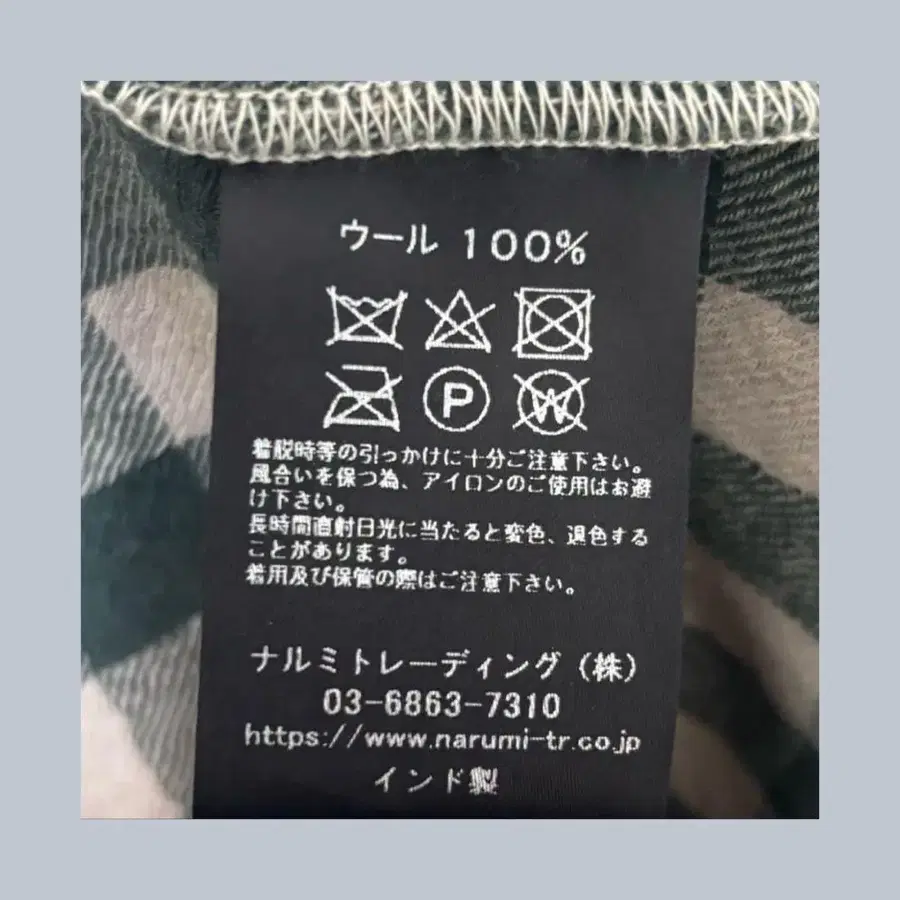 ウール 100%
P W
着脱時等の引っかけに十分ご注意下さい。
風合いを保つ為、アイロンのご使用はお避
け下さい。
長時間直射日光に当たると変色、退色する
ことがあります。
着用及び保管の際はご注意下さい。
ナルミトレーディング（株）
03-6863-7310
https://www.narumi-tr.co.jp
インド製